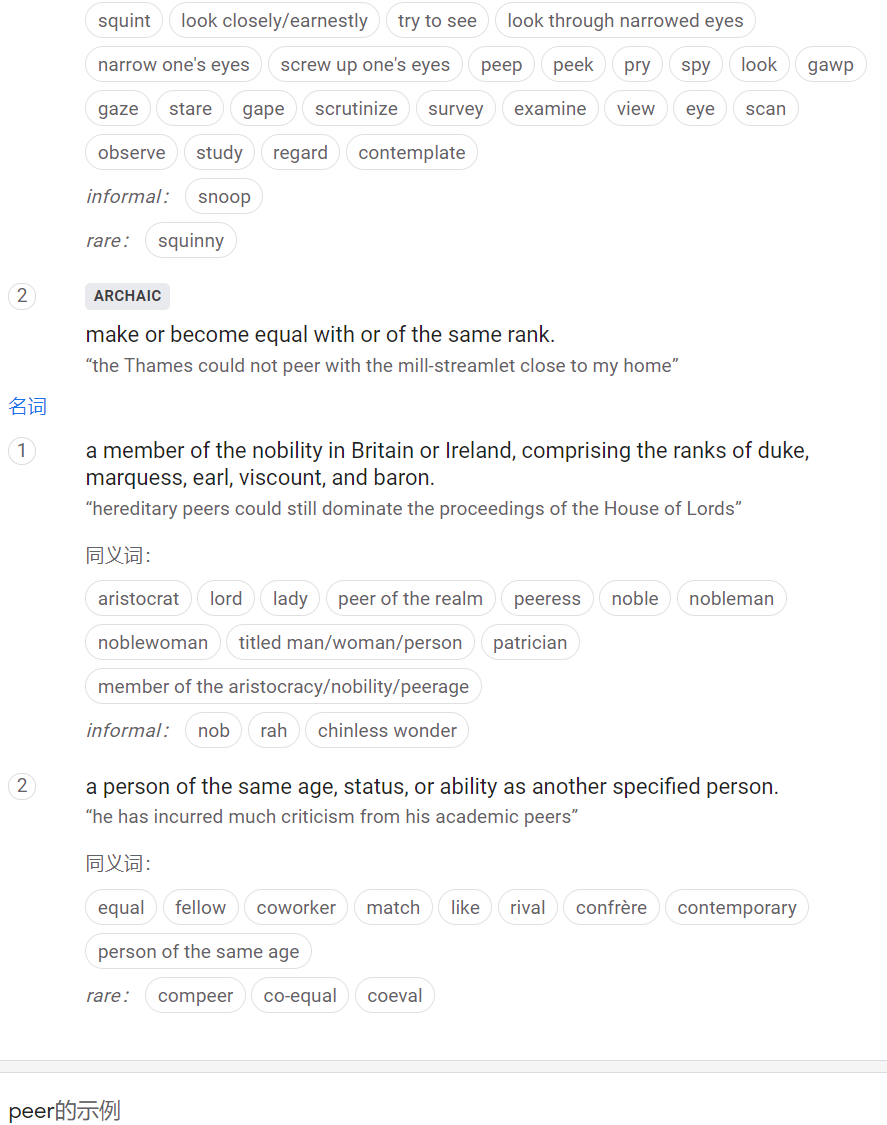 squint look closely/earnestly try to see look through narrowed eyes
narrow one's eyes screw up one's eyes peep peek pry spy look gawp
gaze stare gape scrutinize survey examine view eye scan
observe study regard contemplate
informal： snoop
rare： squinny
2 ARCHAIC
make or become equal with or of the same rank.
“the Thames could not peer with the mill-streamlet close to my home”
名词
1 a member of the nobility in Britain or Ireland, comprising the ranks of duke,
marquess, earl, viscount, and baron.
“hereditary peers could still dominate the proceedings of the House of Lords”
同义词：
aristocrat lord lady peer of the realm peeress noble nobleman
noblewoman titled man/woman/person patrician
member of the aristocracy/nobility/peerage
informal： nob rah chinless wonder
2 a person of the same age, status, or ability as another specified person.
“he has incurred much criticism from his academic peers”
同义词：
equal fellow coworker match like rival confrère contemporary
person of the same age
rare： compeer co-equal coeval
peer的示例